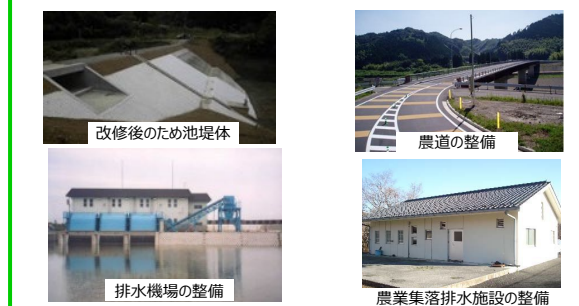 改修後のため池堤体
農道の整備
排水機場の整備
農業集落排水施設の整備